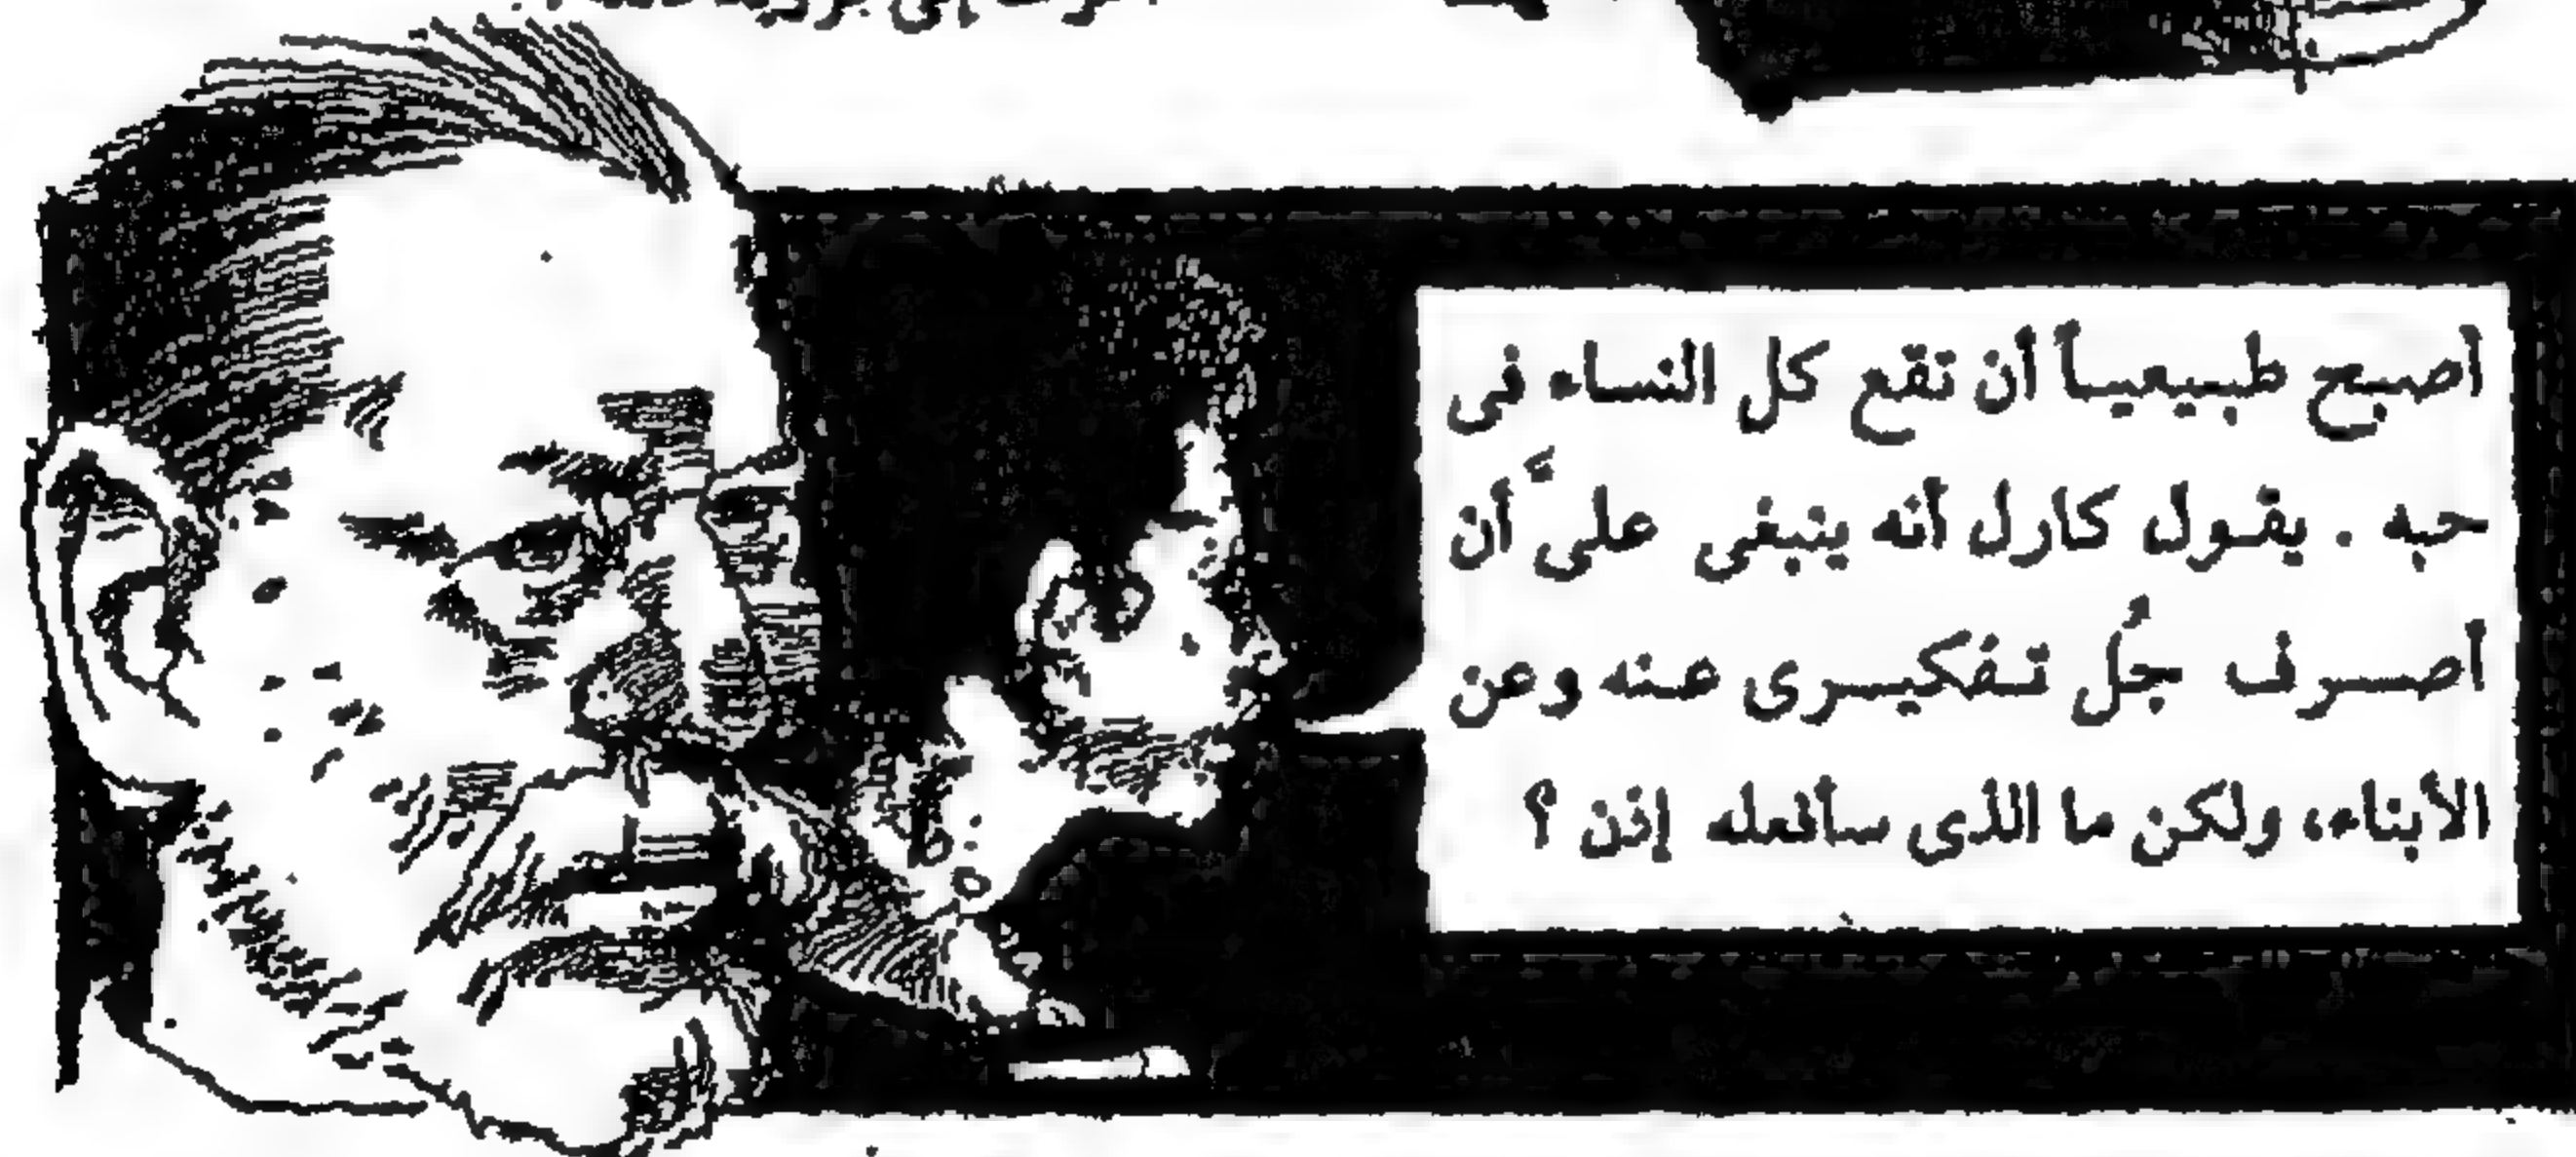 أصبح طبيعياً أن تقع كل النساء فى
حبه . يقول كارل أنه ينبغى علىَّ أن
أصرف جُل تفكيرى عنه وعن
الأبناء، ولكن ما الذى سأفعله إذن ؟